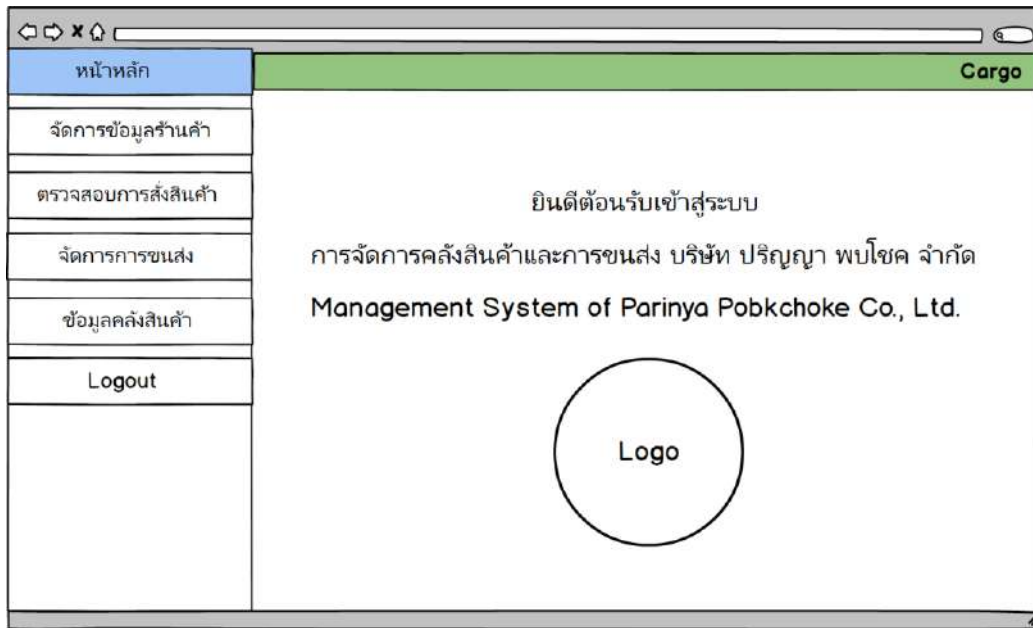 หน้าหลัก
Cargo
จัดการข้อมูลร้านค้า
ตรวจสอบการสั่งสินค้า
จัดการการขนส่ง
ข้อมูลคลังสินค้า
Logout
ยินดีต้อนรับเข้าสู่ระบบ
การจัดการคลังสินค้าและการขนส่ง บริษัท ปริญญา พบโชค จำกัด
Management System of Parinya Pobkchoke Co., Ltd.
Logo